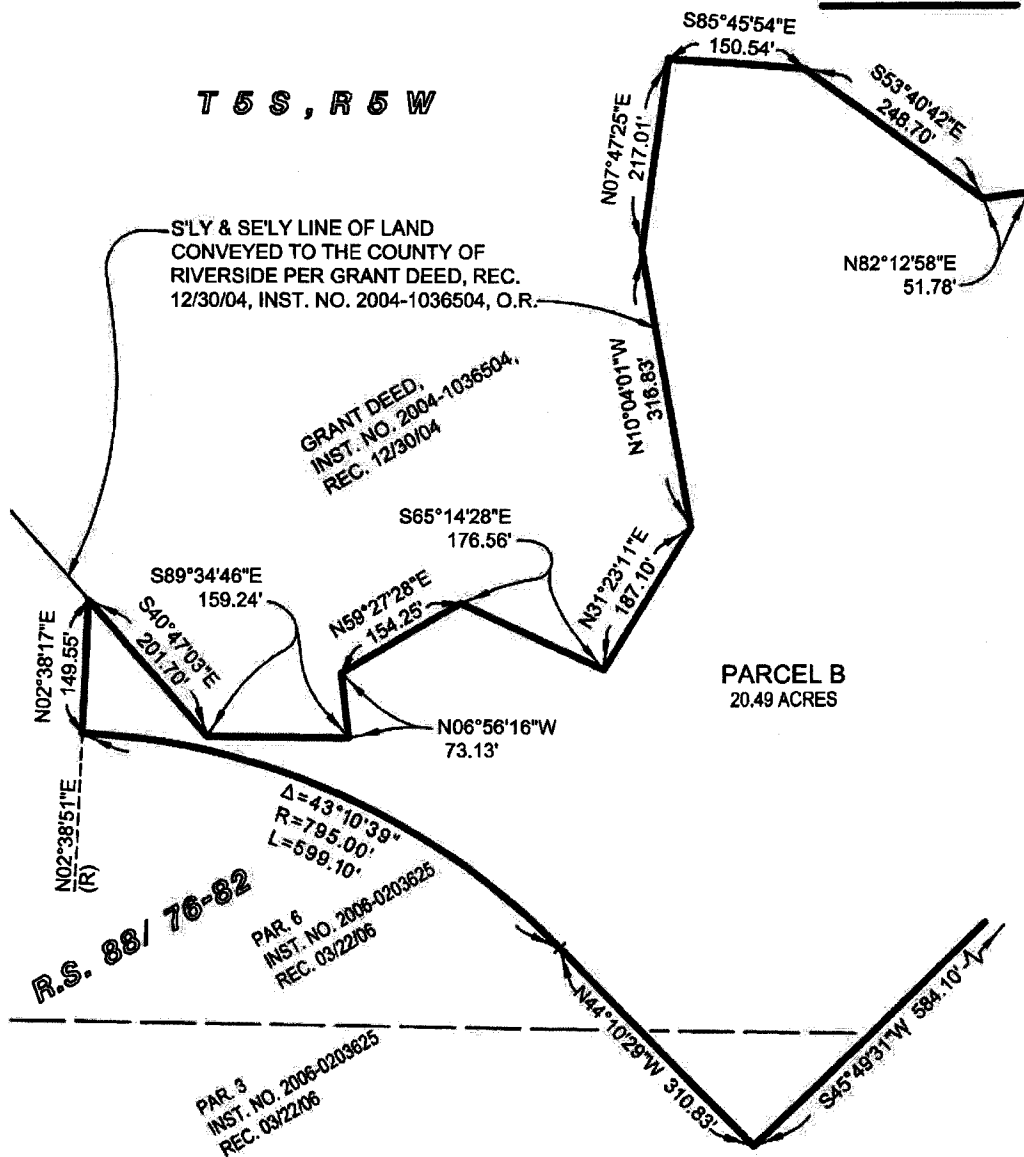 S85°45'54"E
150.54'
T 5 S , R 5 W
S53°40'42"E
248.70'
N07°47'25"E
217.01'
S'LY & SE'LY LINE OF LAND
CONVEYED TO THE COUNTY OF
RIVERSIDE PER GRANT DEED, REC.
12/30/04, INST. NO. 2004-1036504, O.R.
N82°12'58"E
51.78'
GRANT DEED,
INST. NO. 2004-1036504,
REC. 12/30/04
N10°04'01"W
316.83'
S65°14'28"E
176.56'
S89°34'46"E
159.24'
N59°27'28"E
154.25'
N31°23'11"E
187.10'
N02°38'17"E
149.55'
S40°47'03"E
201.70'
PARCEL B
20.49 ACRES
N06°56'16"W
73.13'
Δ=43°10'39"
R=795.00'
L=599.10'
N02°38'51"E
(R)
R.S. 88/ 76-82
PAR. 6
INST. NO. 2006-0203625
REC. 03/22/06
N44°10'29"W 310.83'
S45°49'31"W 584.10'
PAR. 3
INST. NO. 2006-0203625
REC. 03/22/06